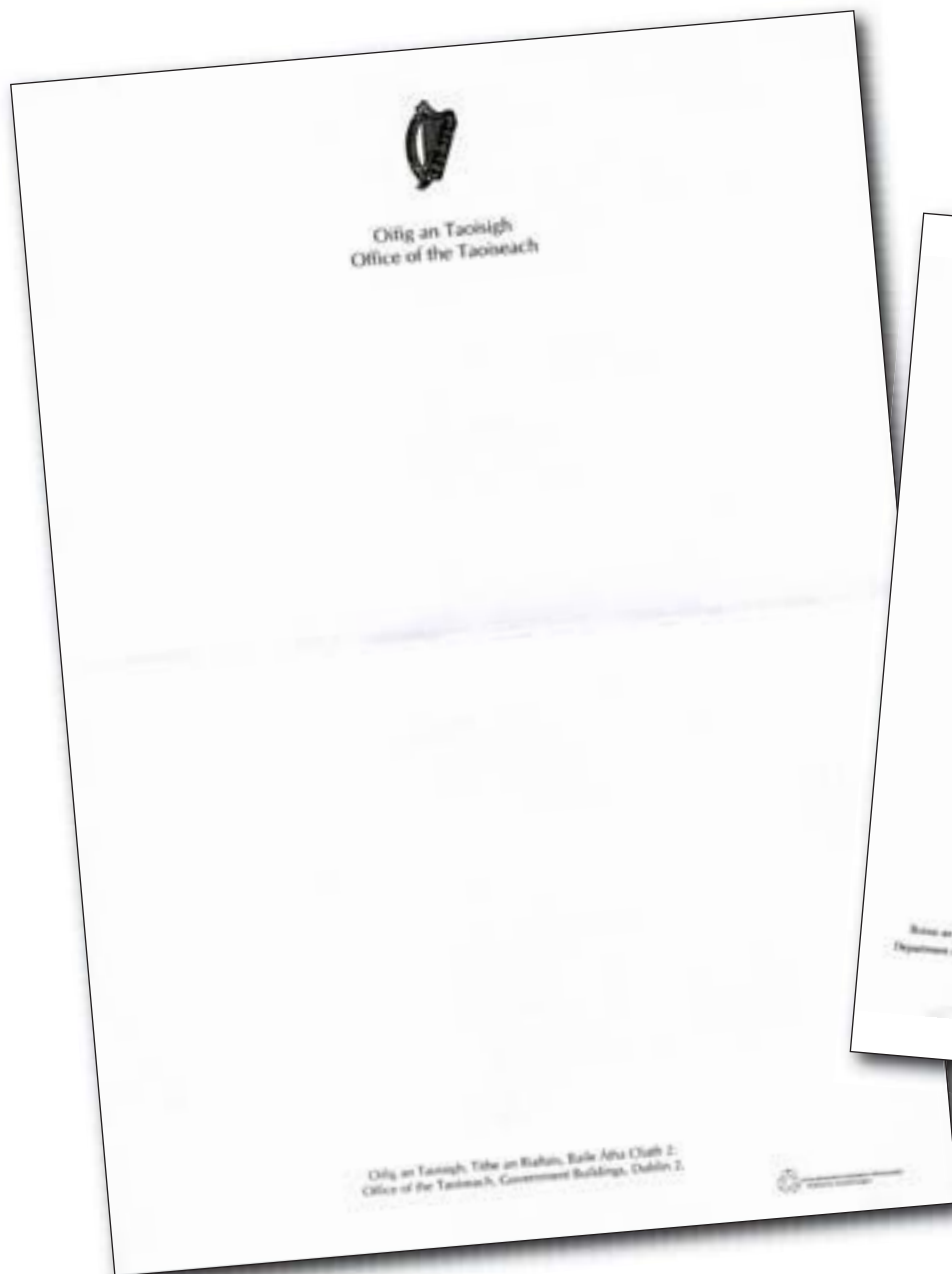 Oifig an Taoisigh
Office of the Taoiseach
Oifig an Taoisigh, Tithe an Rialtais, Baile Átha Cliath 2.
Office of the Taoiseach, Government Buildings, Dublin 2.
Department